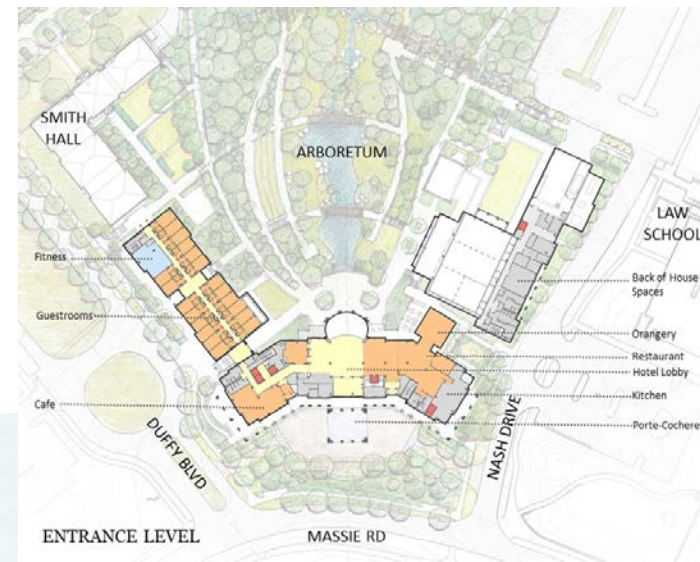 SMITH
HALL
ARBORETUM
LAW
SCHOOL
Fitness
Guestrooms
Cafe
Back of House
Spaces
Orangery
Restaurant
Hotel Lobby
Kitchen
Porte-Cochere
DUFFY BLVD
NASH DRIVE
ENTRANCE LEVEL
MASSIE RD